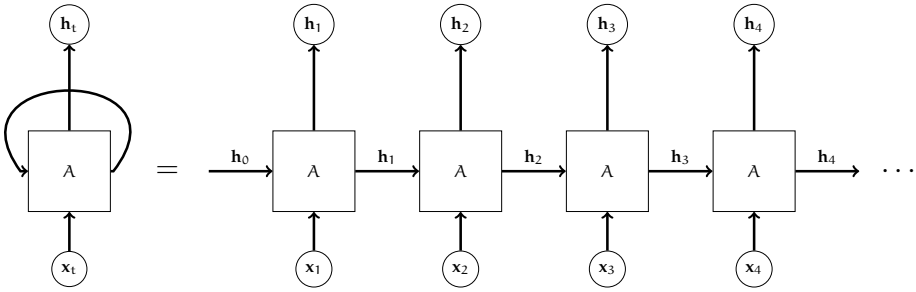 h_t h_1 h_2 h_3 h_4
h_0 h_1 h_2 h_3 h_4
A = A A A A ...
x_t x_1 x_2 x_3 x_4